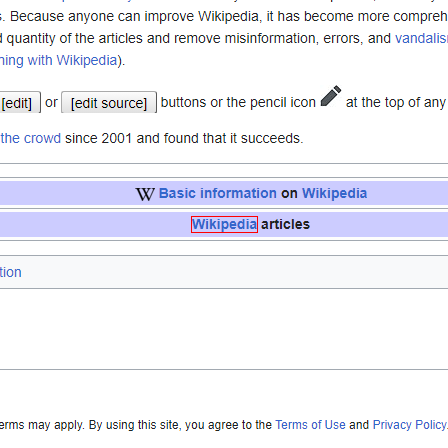 s. Because anyone can improve Wikipedia, it has become more compreh
quantity of the articles and remove misinformation, errors, and vandalis
ning with Wikipedia).
[edit] or [edit source] buttons or the pencil icon at the top of any
the crowd since 2001 and found that it succeeds.
W Basic information on Wikipedia
Wikipedia articles
tion
erms may apply. By using this site, you agree to the Terms of Use and Privacy Policy